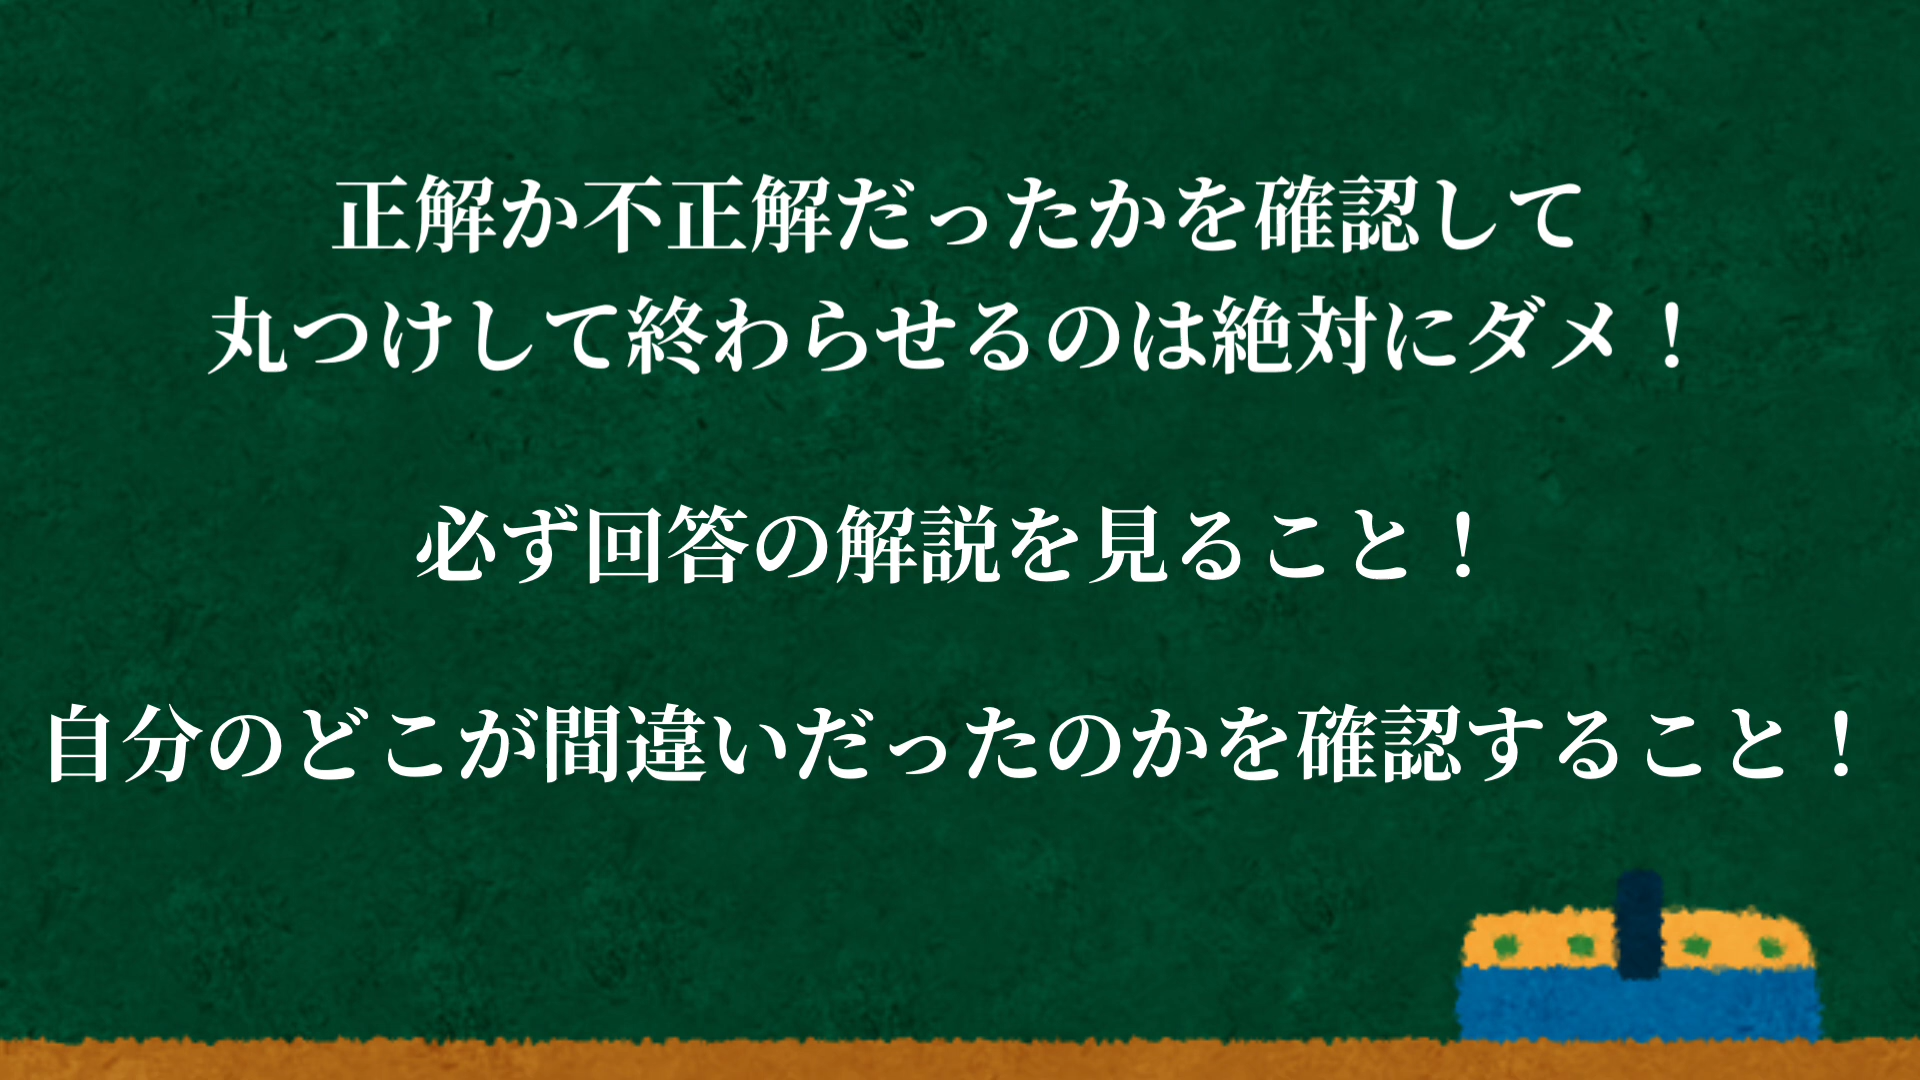 正解か不正解だったかを確認して
丸つけして終わらせるのは絶対にダメ！
必ず回答の解説を見ること！
自分のどこが間違いだったのかを確認すること！